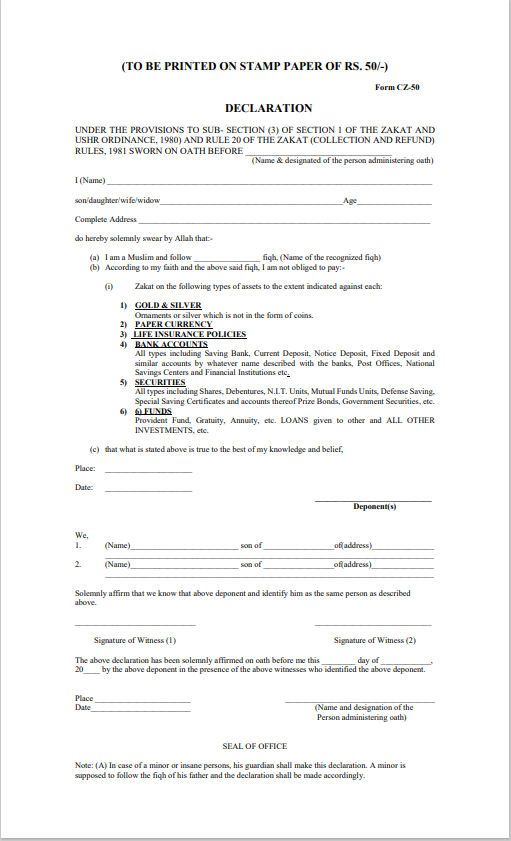 (TO BE PRINTED ON STAMP PAPER OF RS. 50/-)
Form CZ-50
DECLARATION
UNDER THE PROVISIONS TO SUB- SECTION (3) OF SECTION 1 OF THE ZAKAT AND
USHR ORDINANCE, 1980) AND RULE 20 OF THE ZAKAT (COLLECTION AND REFUND)
RULES, 1981 SWORN ON OATH BEFORE ____________________
(Name & designated of the person administering oath)
I (Name) ____________________
son/daughter/wife/widow____________________Age____________________
Complete Address ____________________
do hereby solemnly swear by Allah that:-
(a) I am a Muslim and follow ________________ fiqh, (Name of the recognized fiqh)
(b) According to my faith and the above said fiqh, I am not obliged to pay:-
(i) Zakat on the following types of assets to the extent indicated against each:
1) GOLD & SILVER
Ornaments or silver which is not in the form of coins.
2) PAPER CURRENCY
3) LIFE INSURANCE POLICIES
4) BANK ACCOUNTS
All types including Saving Bank, Current Deposit, Notice Deposit, Fixed Deposit and
similar accounts by whatever name described with the banks, Post Offices, National
Savings Centers and Financial Institutions etc.
5) SECURITIES
All types including Shares, Debentures, N.I.T. Units, Mutual Funds Units, Defense Saving,
Special Saving Certificates and accounts thereof Prize Bonds, Government Securities, etc.
6) 6) FUNDS
Provident Fund, Gratuity, Annuity, etc. LOANS given to other and ALL OTHER
INVESTMENTS, etc.
(c) that what is stated above is true to the best of my knowledge and belief,
Place: ____________________
Date: ____________________
Deponent(s)
We,
1. (Name)____________________ son of ________________of(address)________________
2. (Name)____________________ son of ________________of(address)________________
Solemnly affirm that we know that above deponent and identify him as the same person as described
above.
Signature of Witness (1) Signature of Witness (2)
The above declaration has been solemnly affirmed on oath before me this ________ day of ____________,
20____ by the above deponent in the presence of the above witnesses who identified the above deponent.
Place ____________________
Date____________________ (Name and designation of the
Person administering oath)
SEAL OF OFFICE
Note: (A) In case of a minor or insane persons, his guardian shall make this declaration. A minor is
supposed to follow the fiqh of his father and the declaration shall be made accordingly.